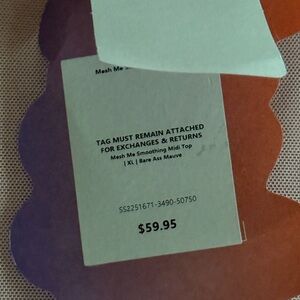 Mesh Me S
TAG MUST REMAIN ATTACHED
FOR EXCHANGES & RETURNS
Mesh Me Smoothing Midi Top
| XL | Bare Ass Mauve
SS2251671-3490-50750
$59.95